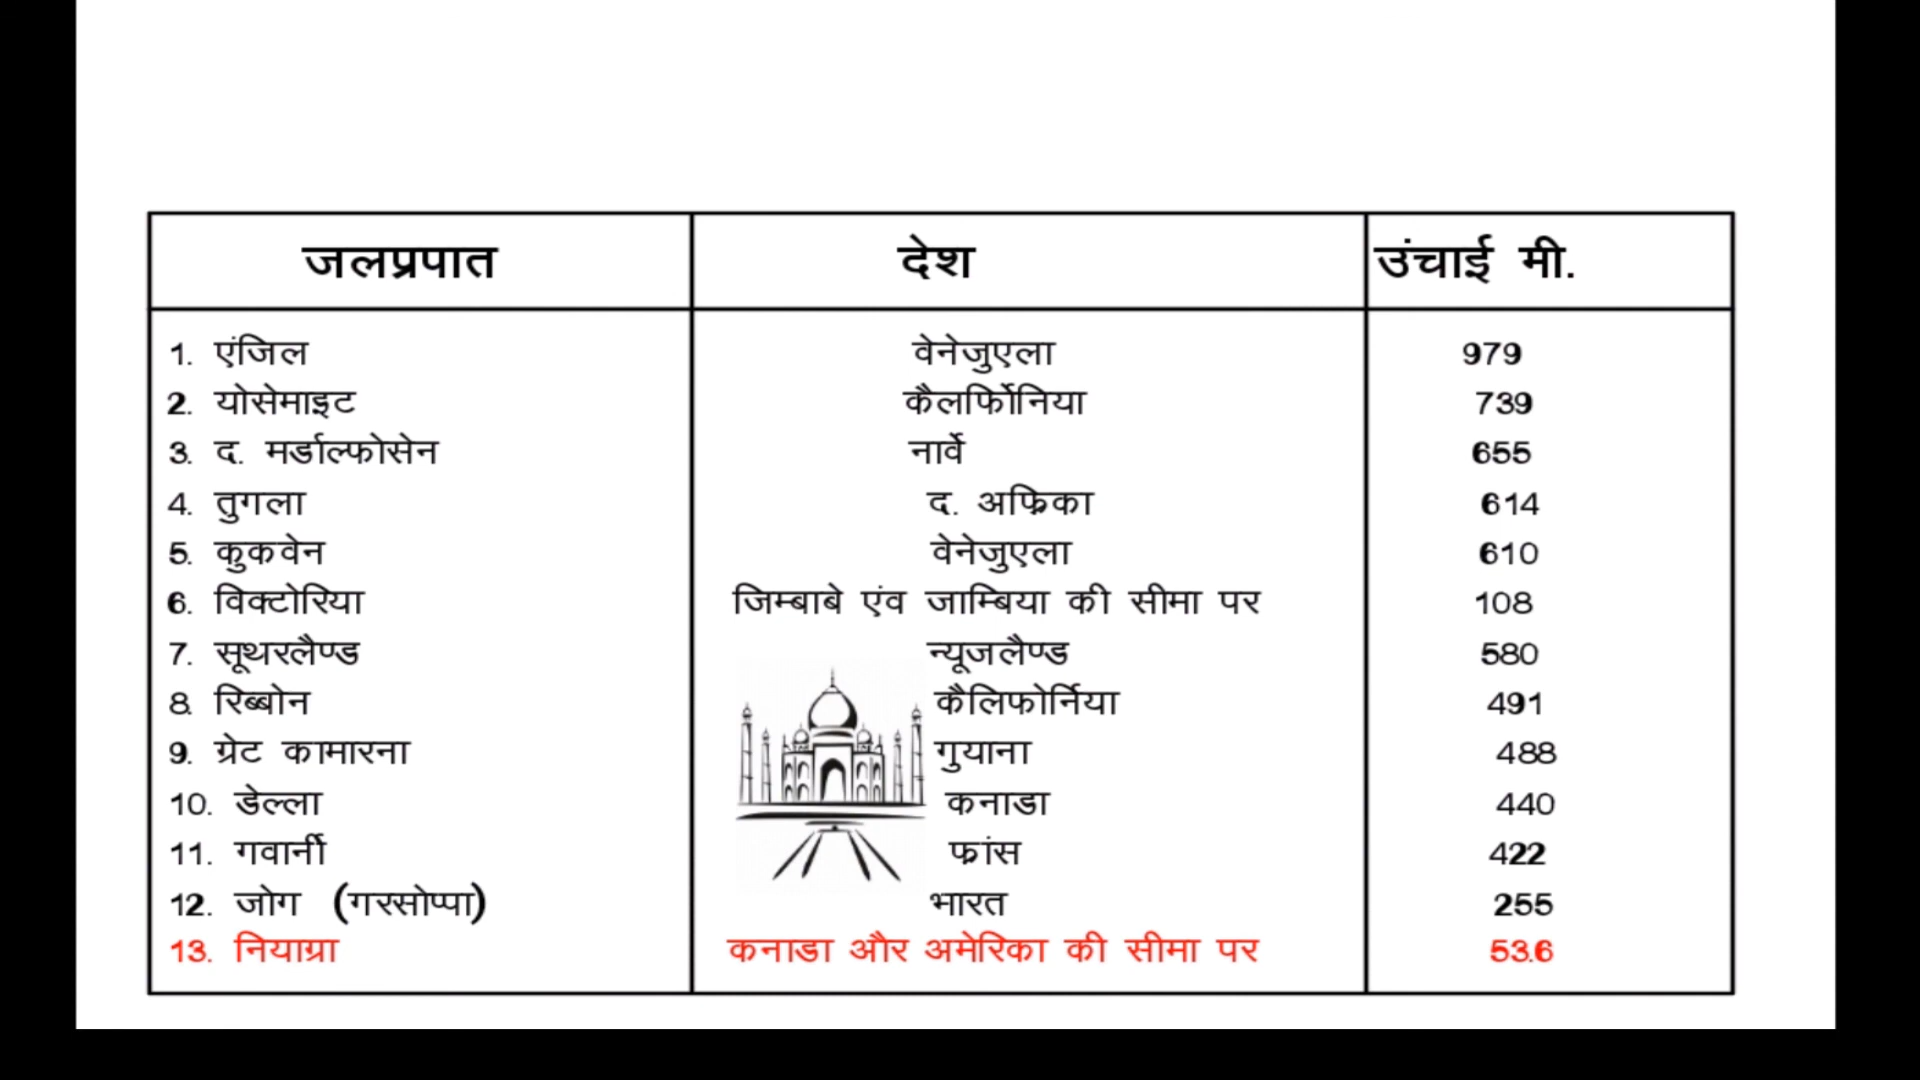 जलप्रपात देश उंचाई मी.
1. एंजिल वेनेजुएला 979
2. योसेमाइट कैलर्फोिनिया 739
3. द. मर्डाल्फोसेन नार्वे 655
4. तुगला द. अफ्रिका 614
5. कुकवेन वेनेजुएला 610
6. विक्टोरिया जिम्बाबे एंव जाम्बिया की सीमा पर 108
7. सूथरलैण्ड न्यूजलैण्ड 580
8. रिब्बोन कैलिफोर्निया 491
9. ग्रेट कामारना गुयाना 488
10. डेल्ला कनाडा 440
11. गवार्नी फ्रांस 422
12. जोग (गरसोप्पा) भारत 255
13. नियाग्रा कनाडा और अमेरिका की सीमा पर 53.6